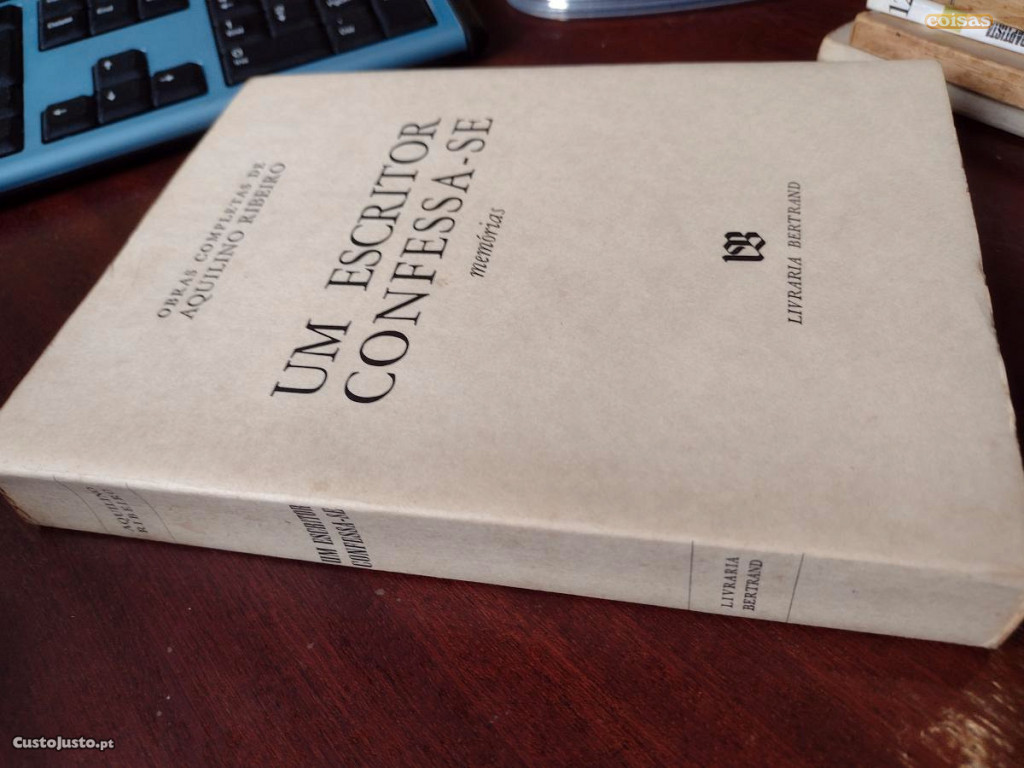 OBRAS COMPLETAS DE
AQUILINO RIBEIRO
UM ESCRITOR
CONFESSA-SE
memórias
LIVRARIA BERTRAND
AQUILINO
RIBEIRO
UM ESCRITOR
CONFESSA-SE
LIVRARIA
BERTRAND
coisas
CustoJusto.pt